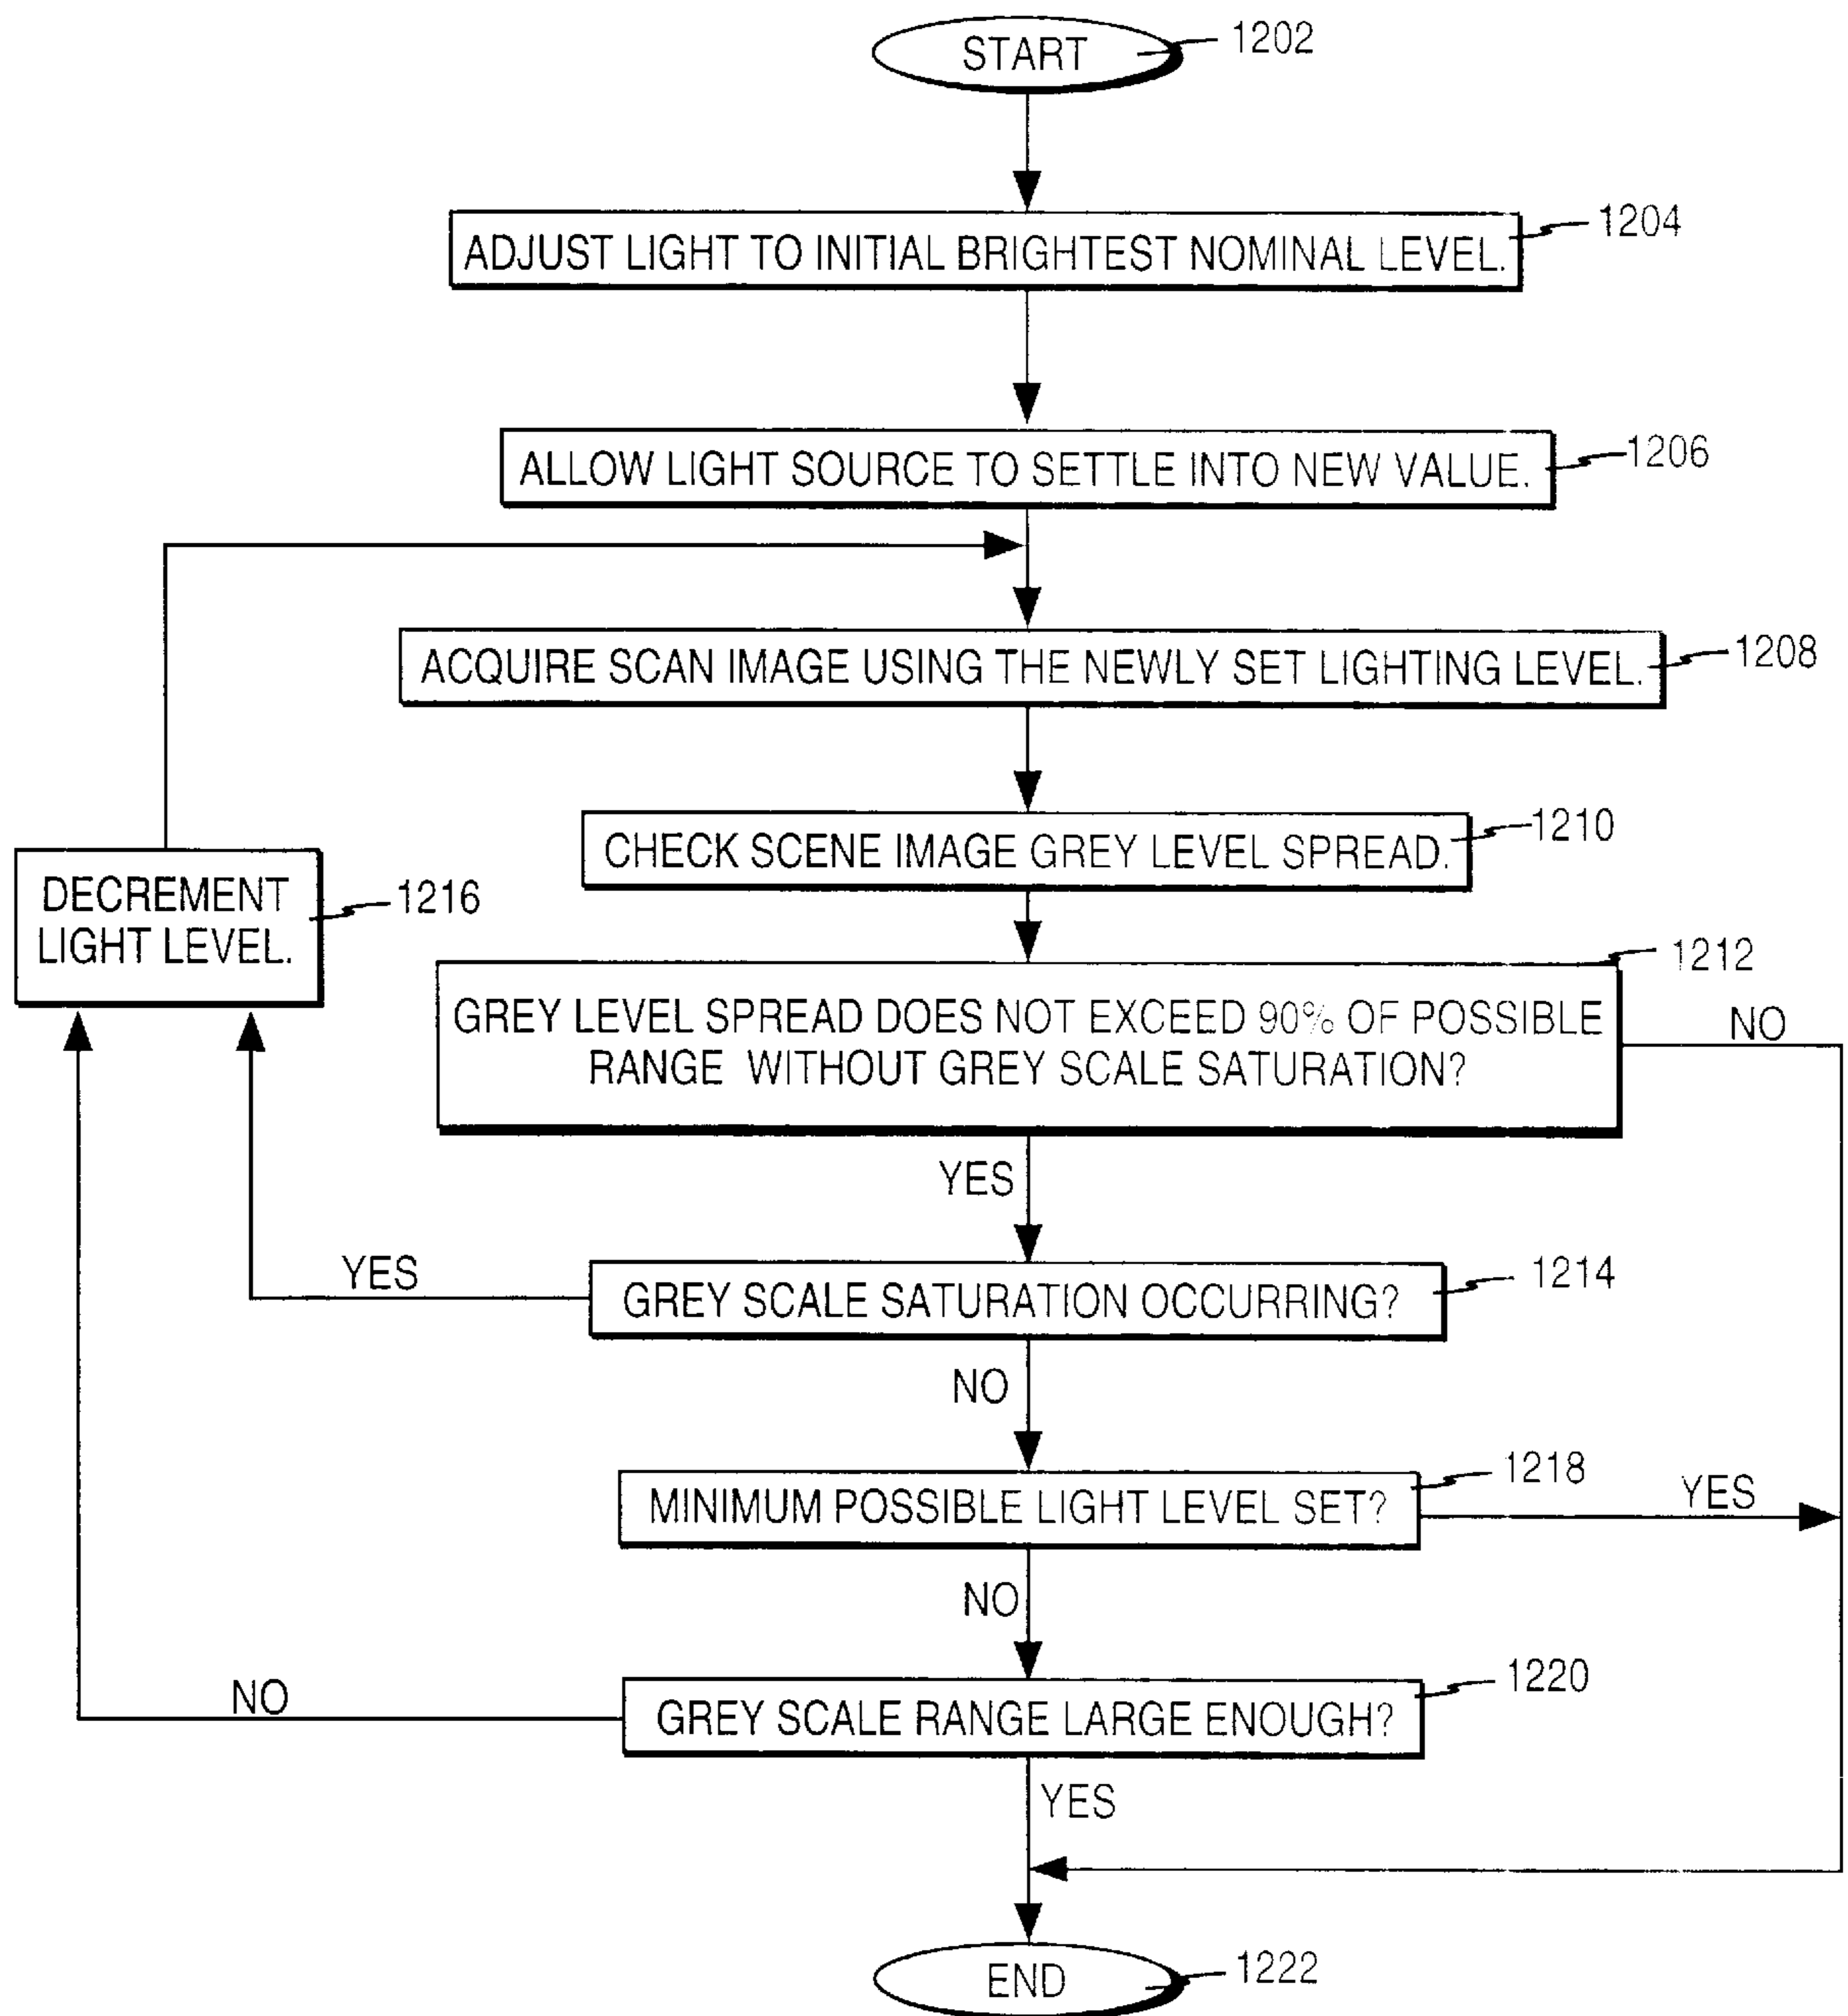 START
1202
ADJUST LIGHT TO INITIAL BRIGHTEST NOMINAL LEVEL.
1204
ALLOW LIGHT SOURCE TO SETTLE INTO NEW VALUE.
1206
ACQUIRE SCAN IMAGE USING THE NEWLY SET LIGHTING LEVEL.
1208
CHECK SCENE IMAGE GREY LEVEL SPREAD.
1210
DECREMENT
LIGHT LEVEL.
1216
1212
GREY LEVEL SPREAD DOES NOT EXCEED 90% OF POSSIBLE
RANGE WITHOUT GREY SCALE SATURATION?
NO
YES
YES
GREY SCALE SATURATION OCCURRING?
1214
NO
MINIMUM POSSIBLE LIGHT LEVEL SET?
1218
YES
NO
NO
GREY SCALE RANGE LARGE ENOUGH?
1220
YES
END
1222